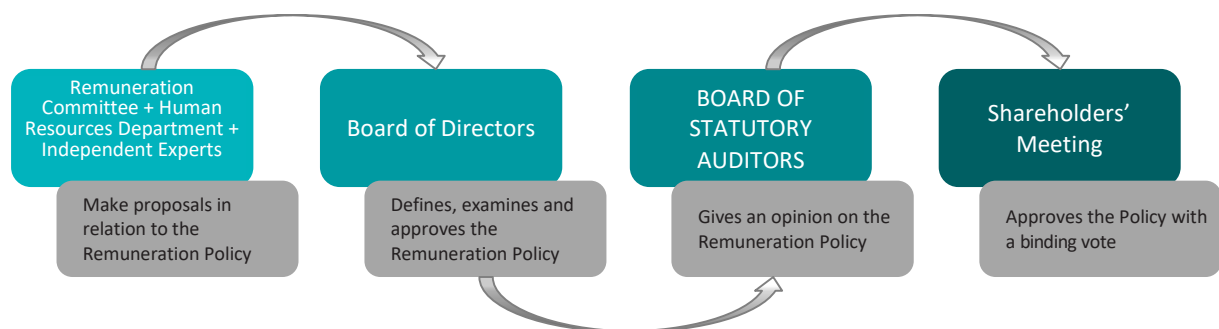 Remuneration
Committee + Human
Resources Department +
Independent Experts
Make proposals in
relation to the
Remuneration Policy
Board of Directors
Defines, examines and
approves the
Remuneration Policy
BOARD OF
STATUTORY
AUDITORS
Gives an opinion on the
Remuneration Policy
Shareholders’
Meeting
Approves the Policy with
a binding vote